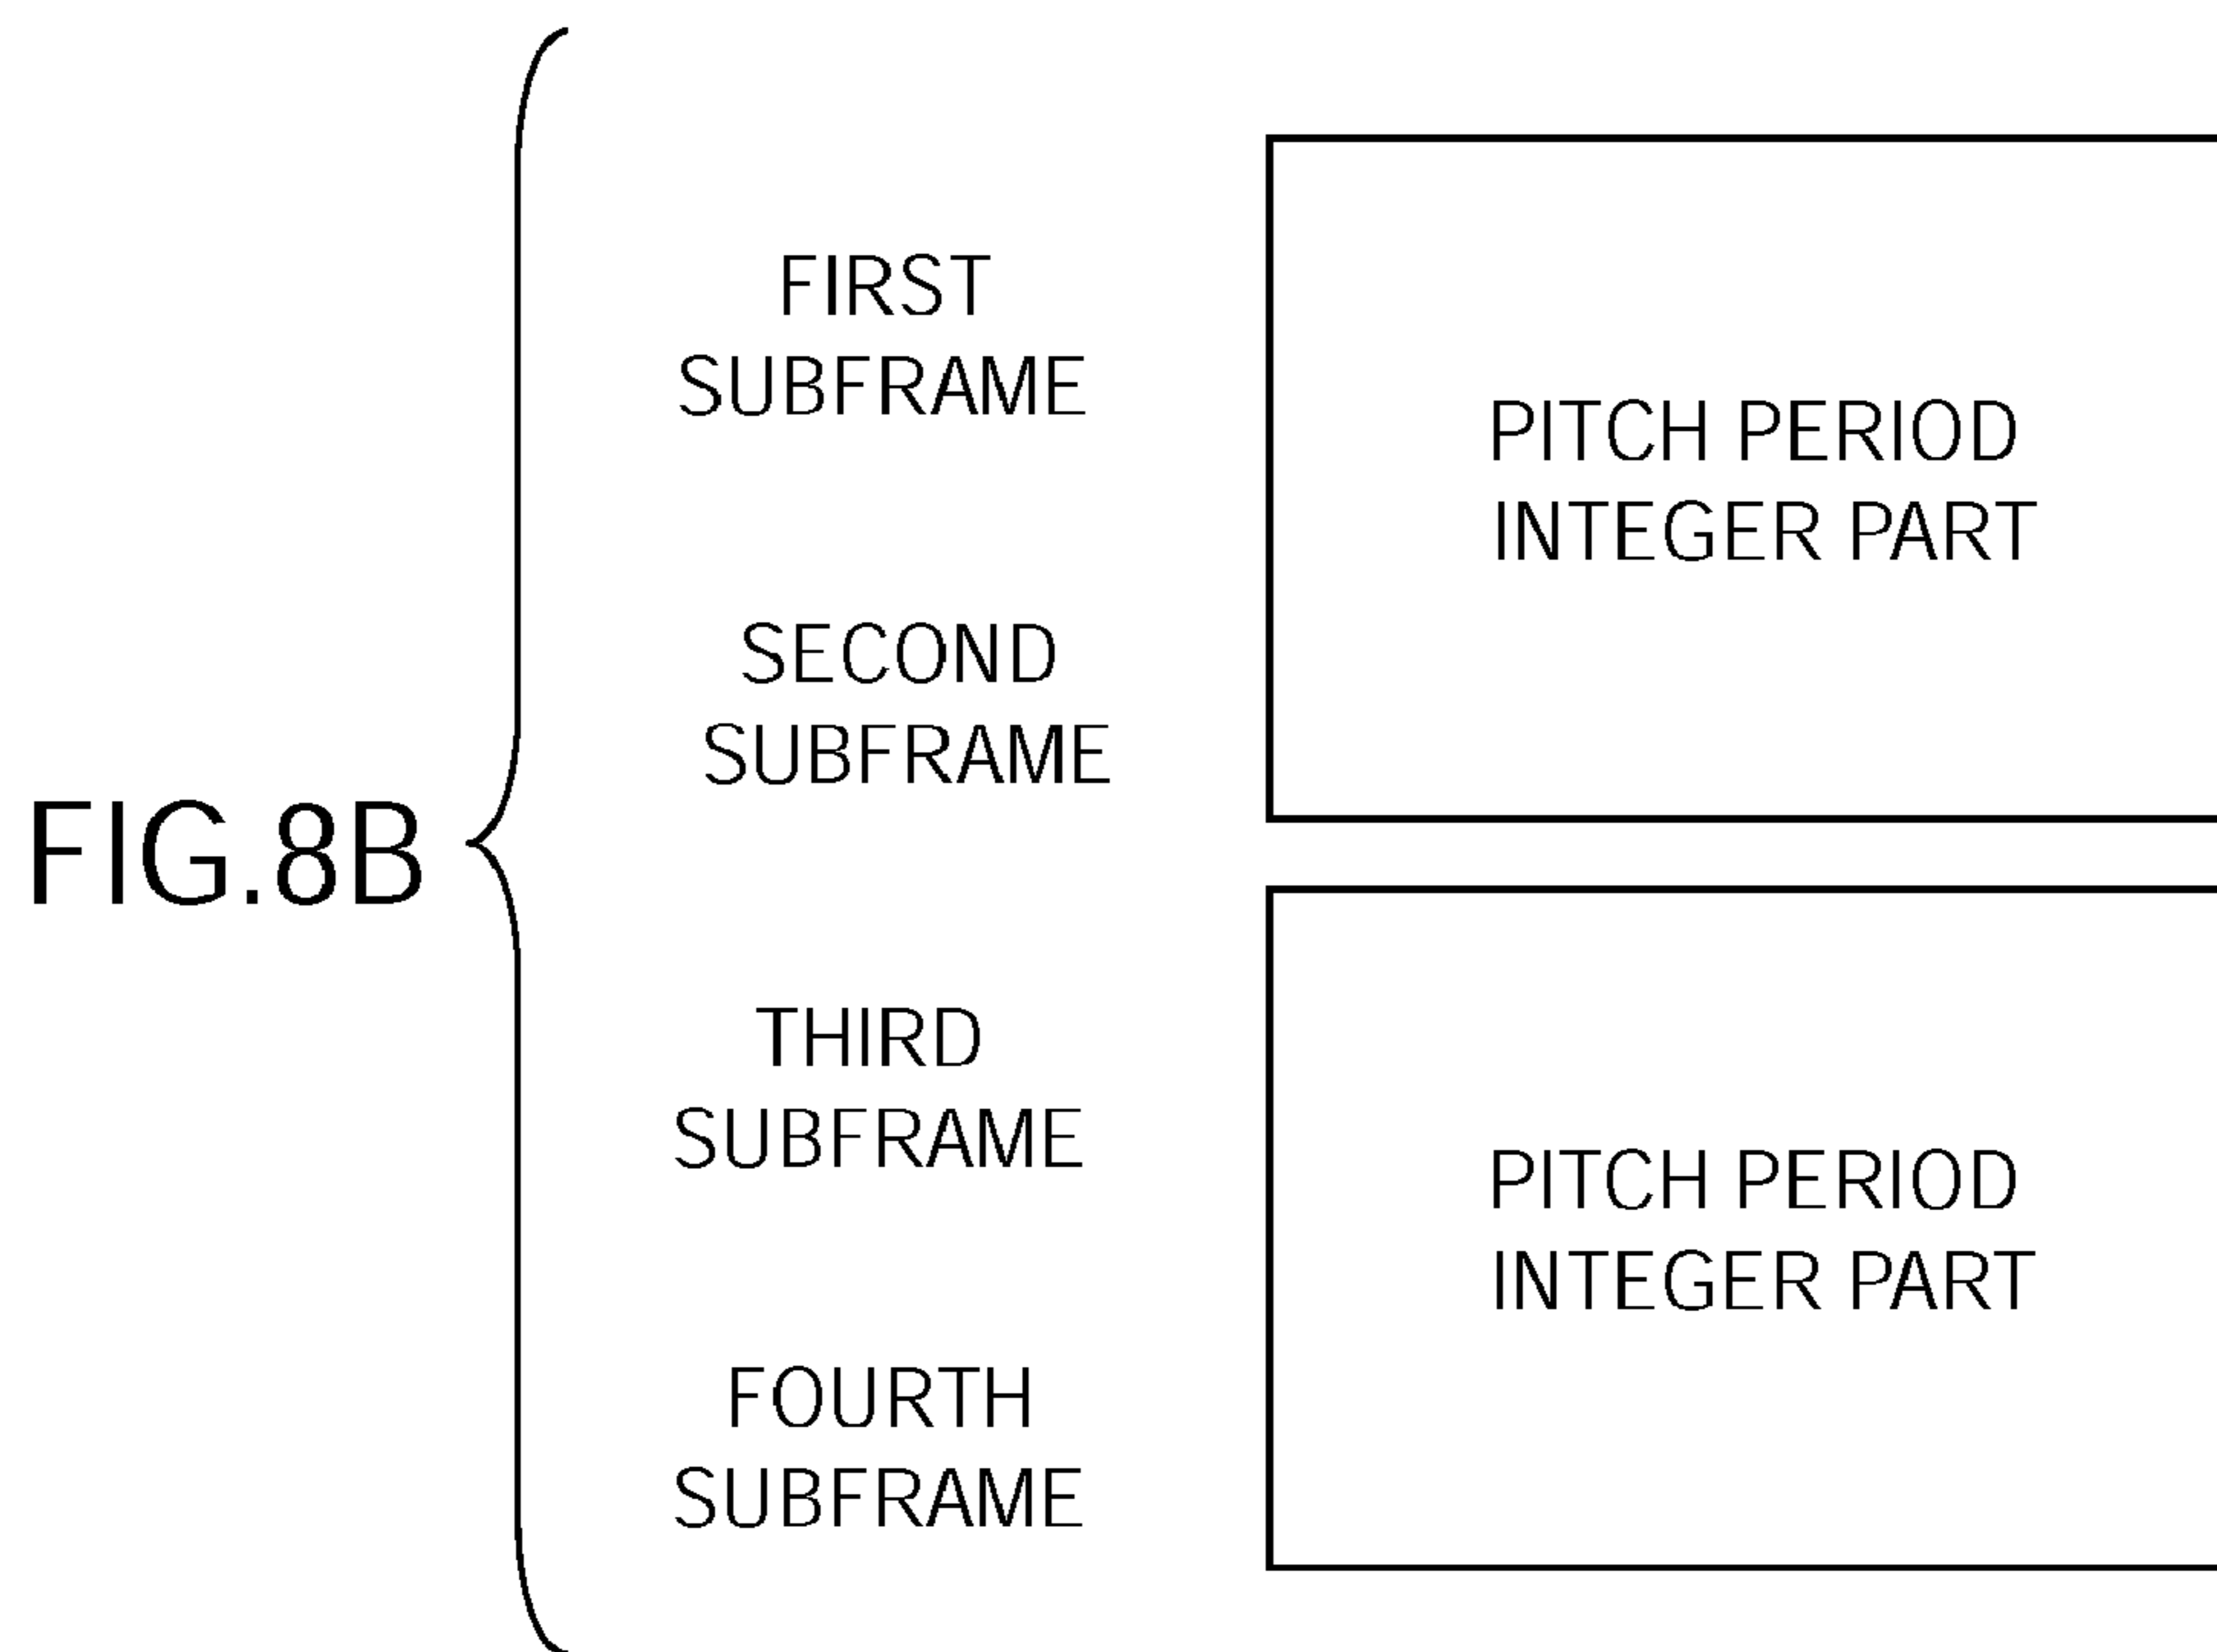 FIG.8B
FIRST
SUBFRAME
SECOND
SUBFRAME
PITCH PERIOD
INTEGER PART
THIRD
SUBFRAME
FOURTH
SUBFRAME
PITCH PERIOD
INTEGER PART